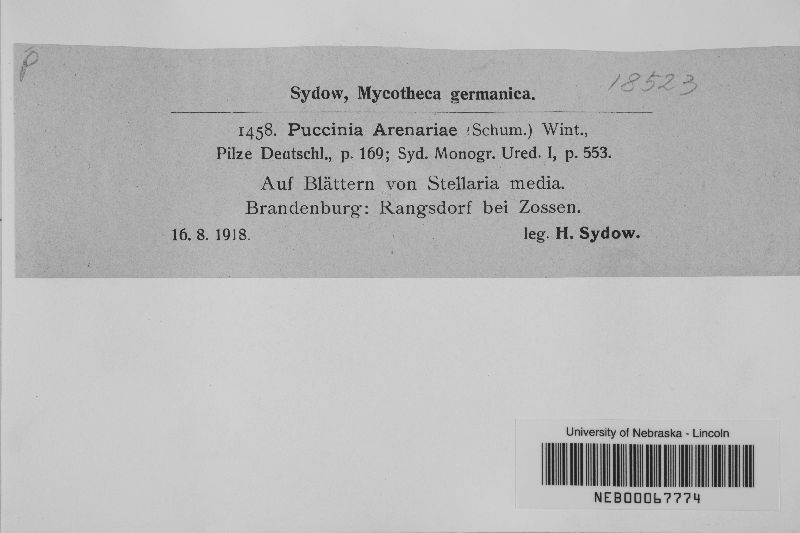 P
18523
Sydow, Mycotheca germanica.
1458. Puccinia Arenariae (Schum.) Wint.,
Pilze Deutschl., p. 169; Syd. Monogr. Ured. I, p. 553.
Auf Blättern von Stellaria media.
Brandenburg: Rangsdorf bei Zossen.
16. 8. 1918. leg. H. Sydow.
University of Nebraska - Lincoln
NEB00067774